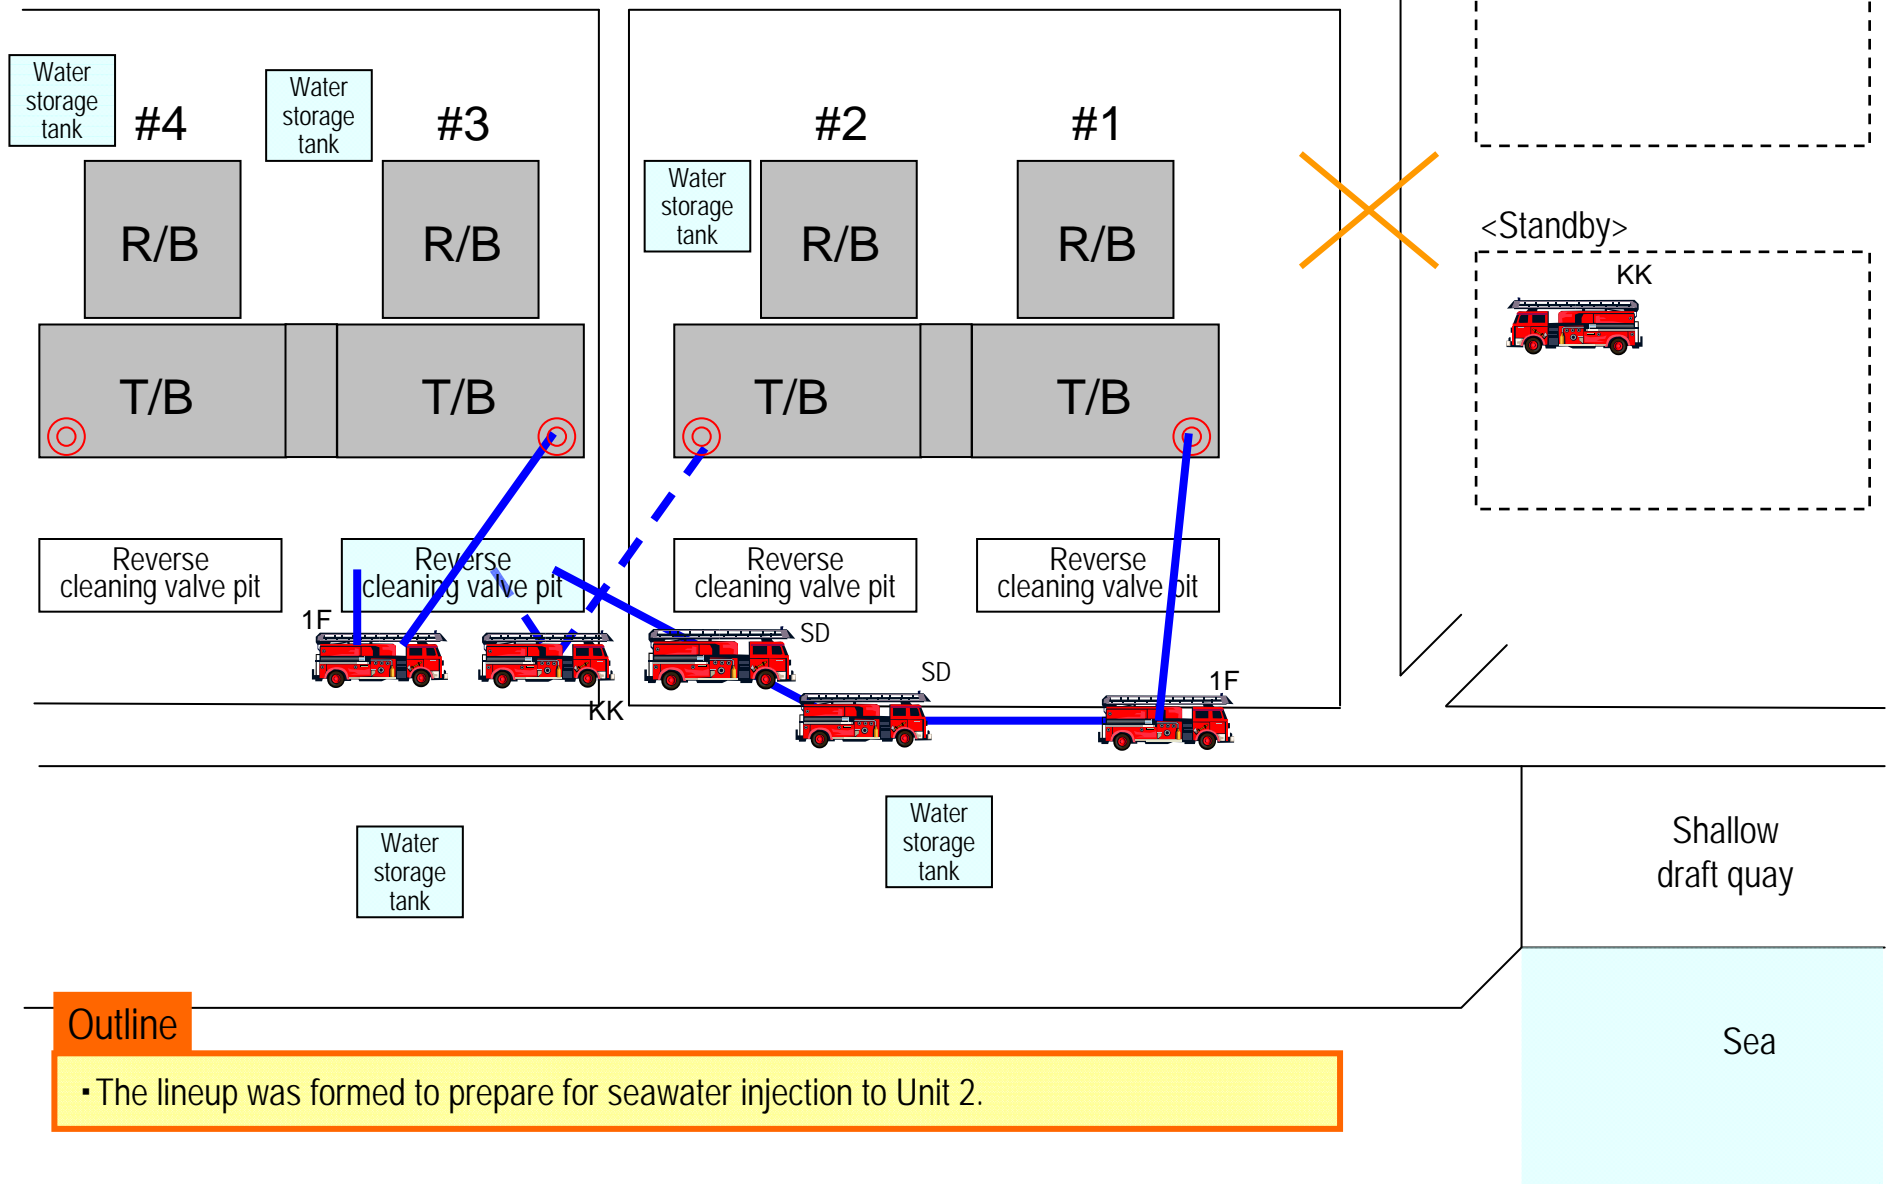 Water
storage
tank
#4
Water
storage
tank
#3
#2
#1
Water
storage
tank
R/B
R/B
R/B
R/B
<Standby>
KK
T/B
T/B
T/B
T/B
Reverse
cleaning valve pit
Reverse
cleaning valve pit
Reverse
cleaning valve pit
Reverse
cleaning valve pit
1F
KK
SD
SD
1F
Water
storage
tank
Water
storage
tank
Shallow
draft quay
Sea
Outline
▪The lineup was formed to prepare for seawater injection to Unit 2.